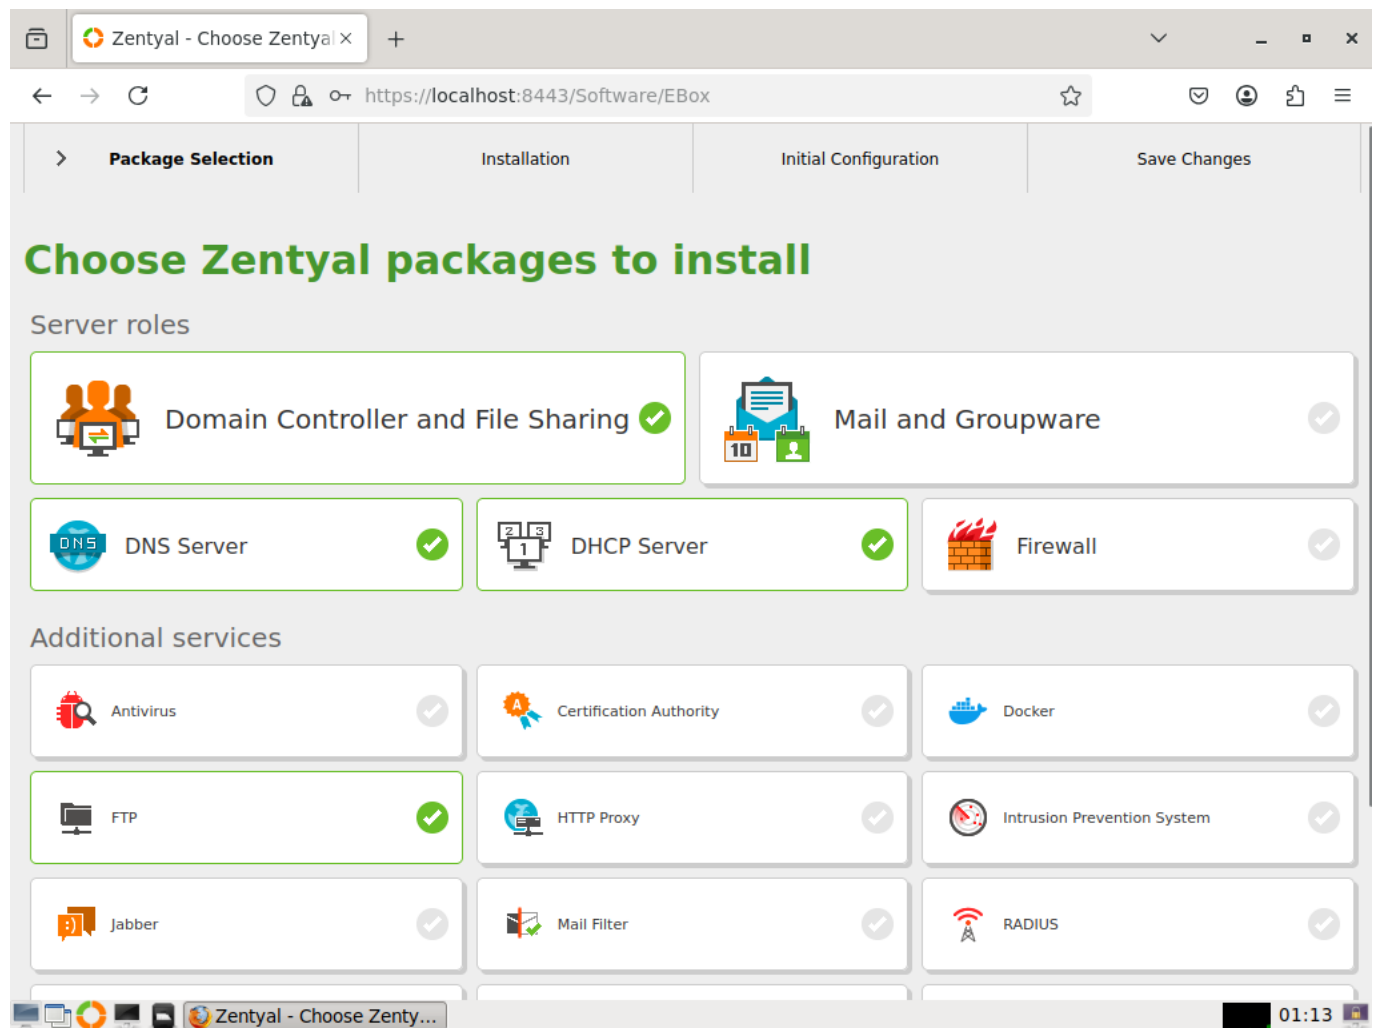 Zentyal - Choose Zentyal
https://localhost:8443/Software/EBox
Package Selection
Installation
Initial Configuration
Save Changes
Choose Zentyal packages to install
Server roles
Domain Controller and File Sharing
10
Mail and Groupware
DNS
DNS Server
2 3
1
DHCP Server
Firewall
Additional services
Antivirus
A
Certification Authority
Docker
FTP
HTTP Proxy
Intrusion Prevention System
:)
Jabber
Mail Filter
RADIUS
Zentyal - Choose Zenty...
01:13